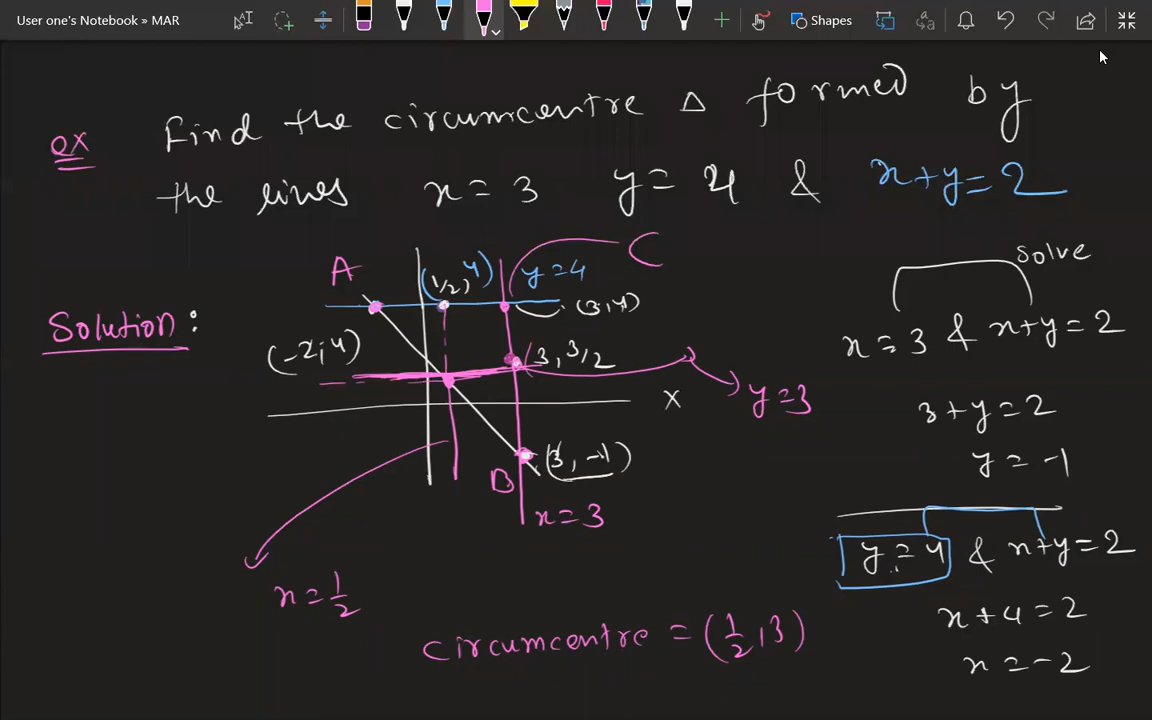 User one's Notebook » MAR
Shapes
ex Find the circumcentre Δ formed by
the lines x = 3 y = 4 & x+y=2
Solution:
A
(1/2, 4)
y = 4
C
(3, 4)
(-2, 4)
(3, 3/2
X
y = 3
(3, -1)
B
x = 3
x = 1/2
circumcentre = (1/2, 3)
solve
x = 3 & x+y=2
3+y=2
y = -1
y = 4 & x+y=2
x+4=2
x = -2